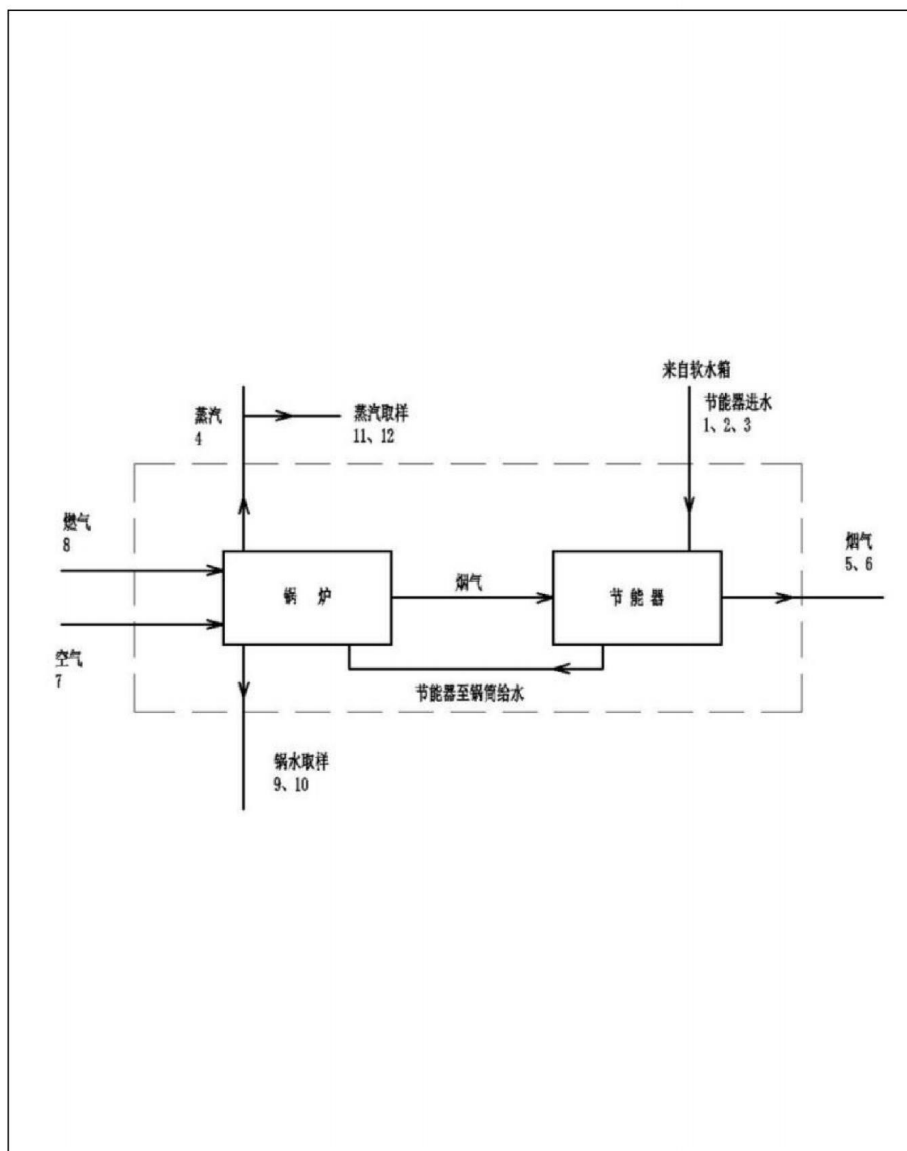 来自软水箱
节能器进水
1、2、3
蒸汽
4
蒸汽取样
11、12
燃气
8
烟气
5、6
锅 炉
烟气
节 能 器
空气
7
节能器至锅筒给水
锅水取样
9、10